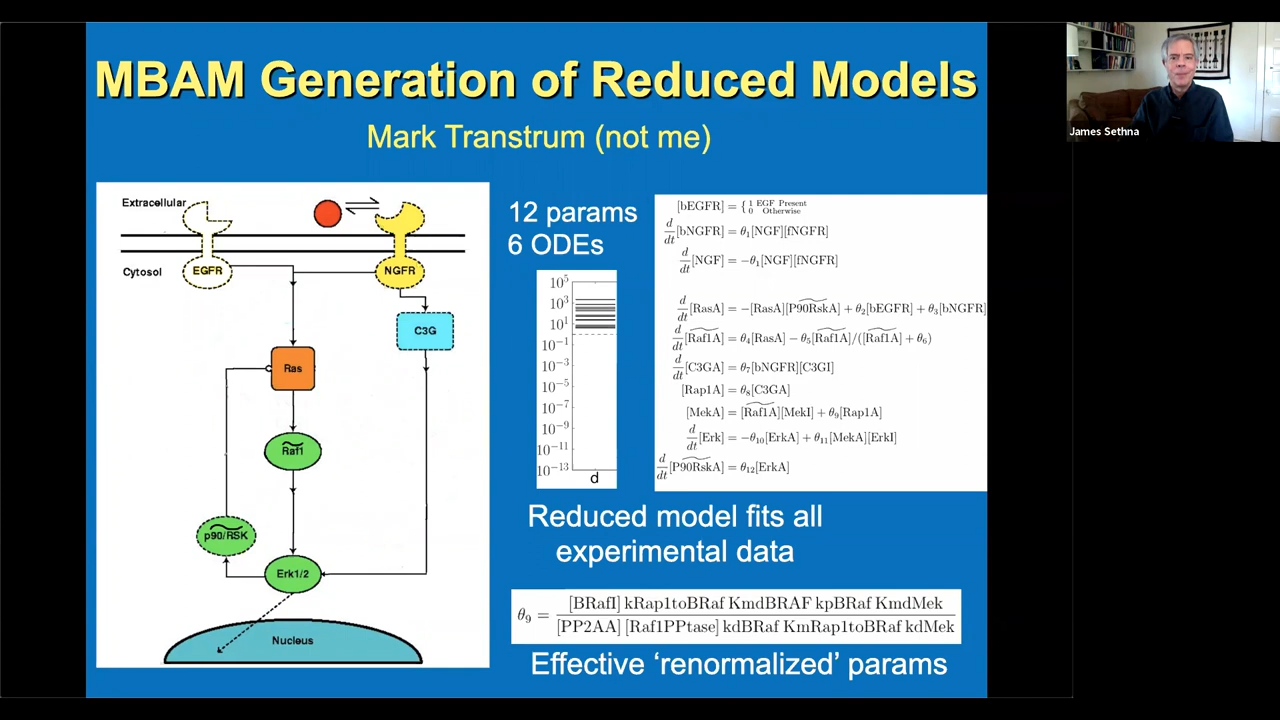 MBAM Generation of Reduced Models
Mark Transtrum (not me)
James Sethna
Extracellular
Cytosol
EGFR
NGFR
C3G
Ras
Raf1
p90/RSK
Erk1/2
Nucleus
12 params
6 ODEs
10^5
10^3
10^1
10^-1
10^-3
10^-5
10^-7
10^-9
10^-11
10^-13
d
[bEGFR] = { 1 EGF Present
0 Otherwise
d/dt [bNGFR] = θ₁[NGF][fNGFR]
d/dt [NGF] = −θ₁[NGF][fNGFR]
d/dt [RasA] = −[RasA][P90RskA] + θ₂[bEGFR] + θ₃[bNGFR]
d/dt [Raf1A] = θ₄[RasA] − θ₅[Raf1A]/([Raf1A] + θ₆)
d/dt [C3GA] = θ₇[bNGFR][C3GI]
[Rap1A] = θ₈[C3GA]
[MekA] = [Raf1A][MekI] + θ₉[Rap1A]
d/dt [Erk] = −θ₁₀[ErkA] + θ₁₁[MekA][ErkI]
d/dt [P90RskA] = θ₁₂[ErkA]
Reduced model fits all
experimental data
θ₉ = [BRafI] kRap1toBRaf KmdBRAF kpBRaf KmdMek
[PP2AA] [Raf1PPtase] kdBRaf KmRap1toBRaf kdMek
Effective ‘renormalized’ params